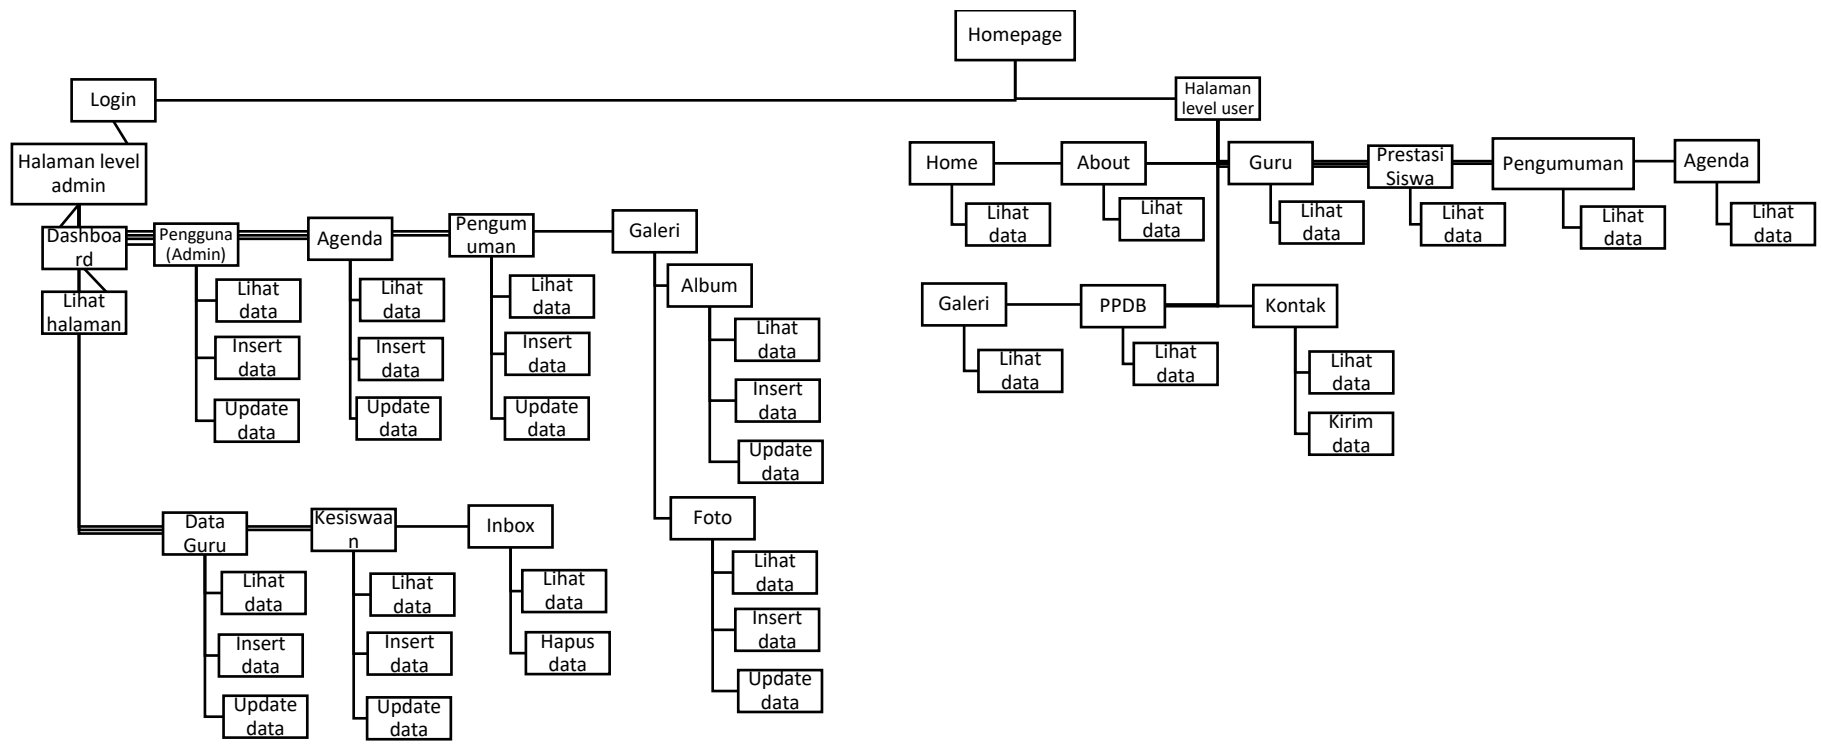 Homepage
Login
Halaman
level user
Halaman level
admin
Home
About
Guru
Prestasi
Siswa
Pengumuman
Agenda
Lihat
data
Lihat
data
Lihat
data
Lihat
data
Lihat
data
Lihat
data
Dashboa
rd
Pengguna
(Admin)
Agenda
Pengum
uman
Galeri
Lihat
halaman
Lihat
data
Insert
data
Update
data
Lihat
data
Insert
data
Update
data
Lihat
data
Insert
data
Update
data
Album
Lihat
data
Insert
data
Update
data
Foto
Lihat
data
Insert
data
Update
data
Galeri
PPDB
Kontak
Lihat
data
Lihat
data
Lihat
data
Kirim
data
Data
Guru
Kesiswaa
n
Inbox
Lihat
data
Insert
data
Update
data
Lihat
data
Insert
data
Update
data
Lihat
data
Hapus
data